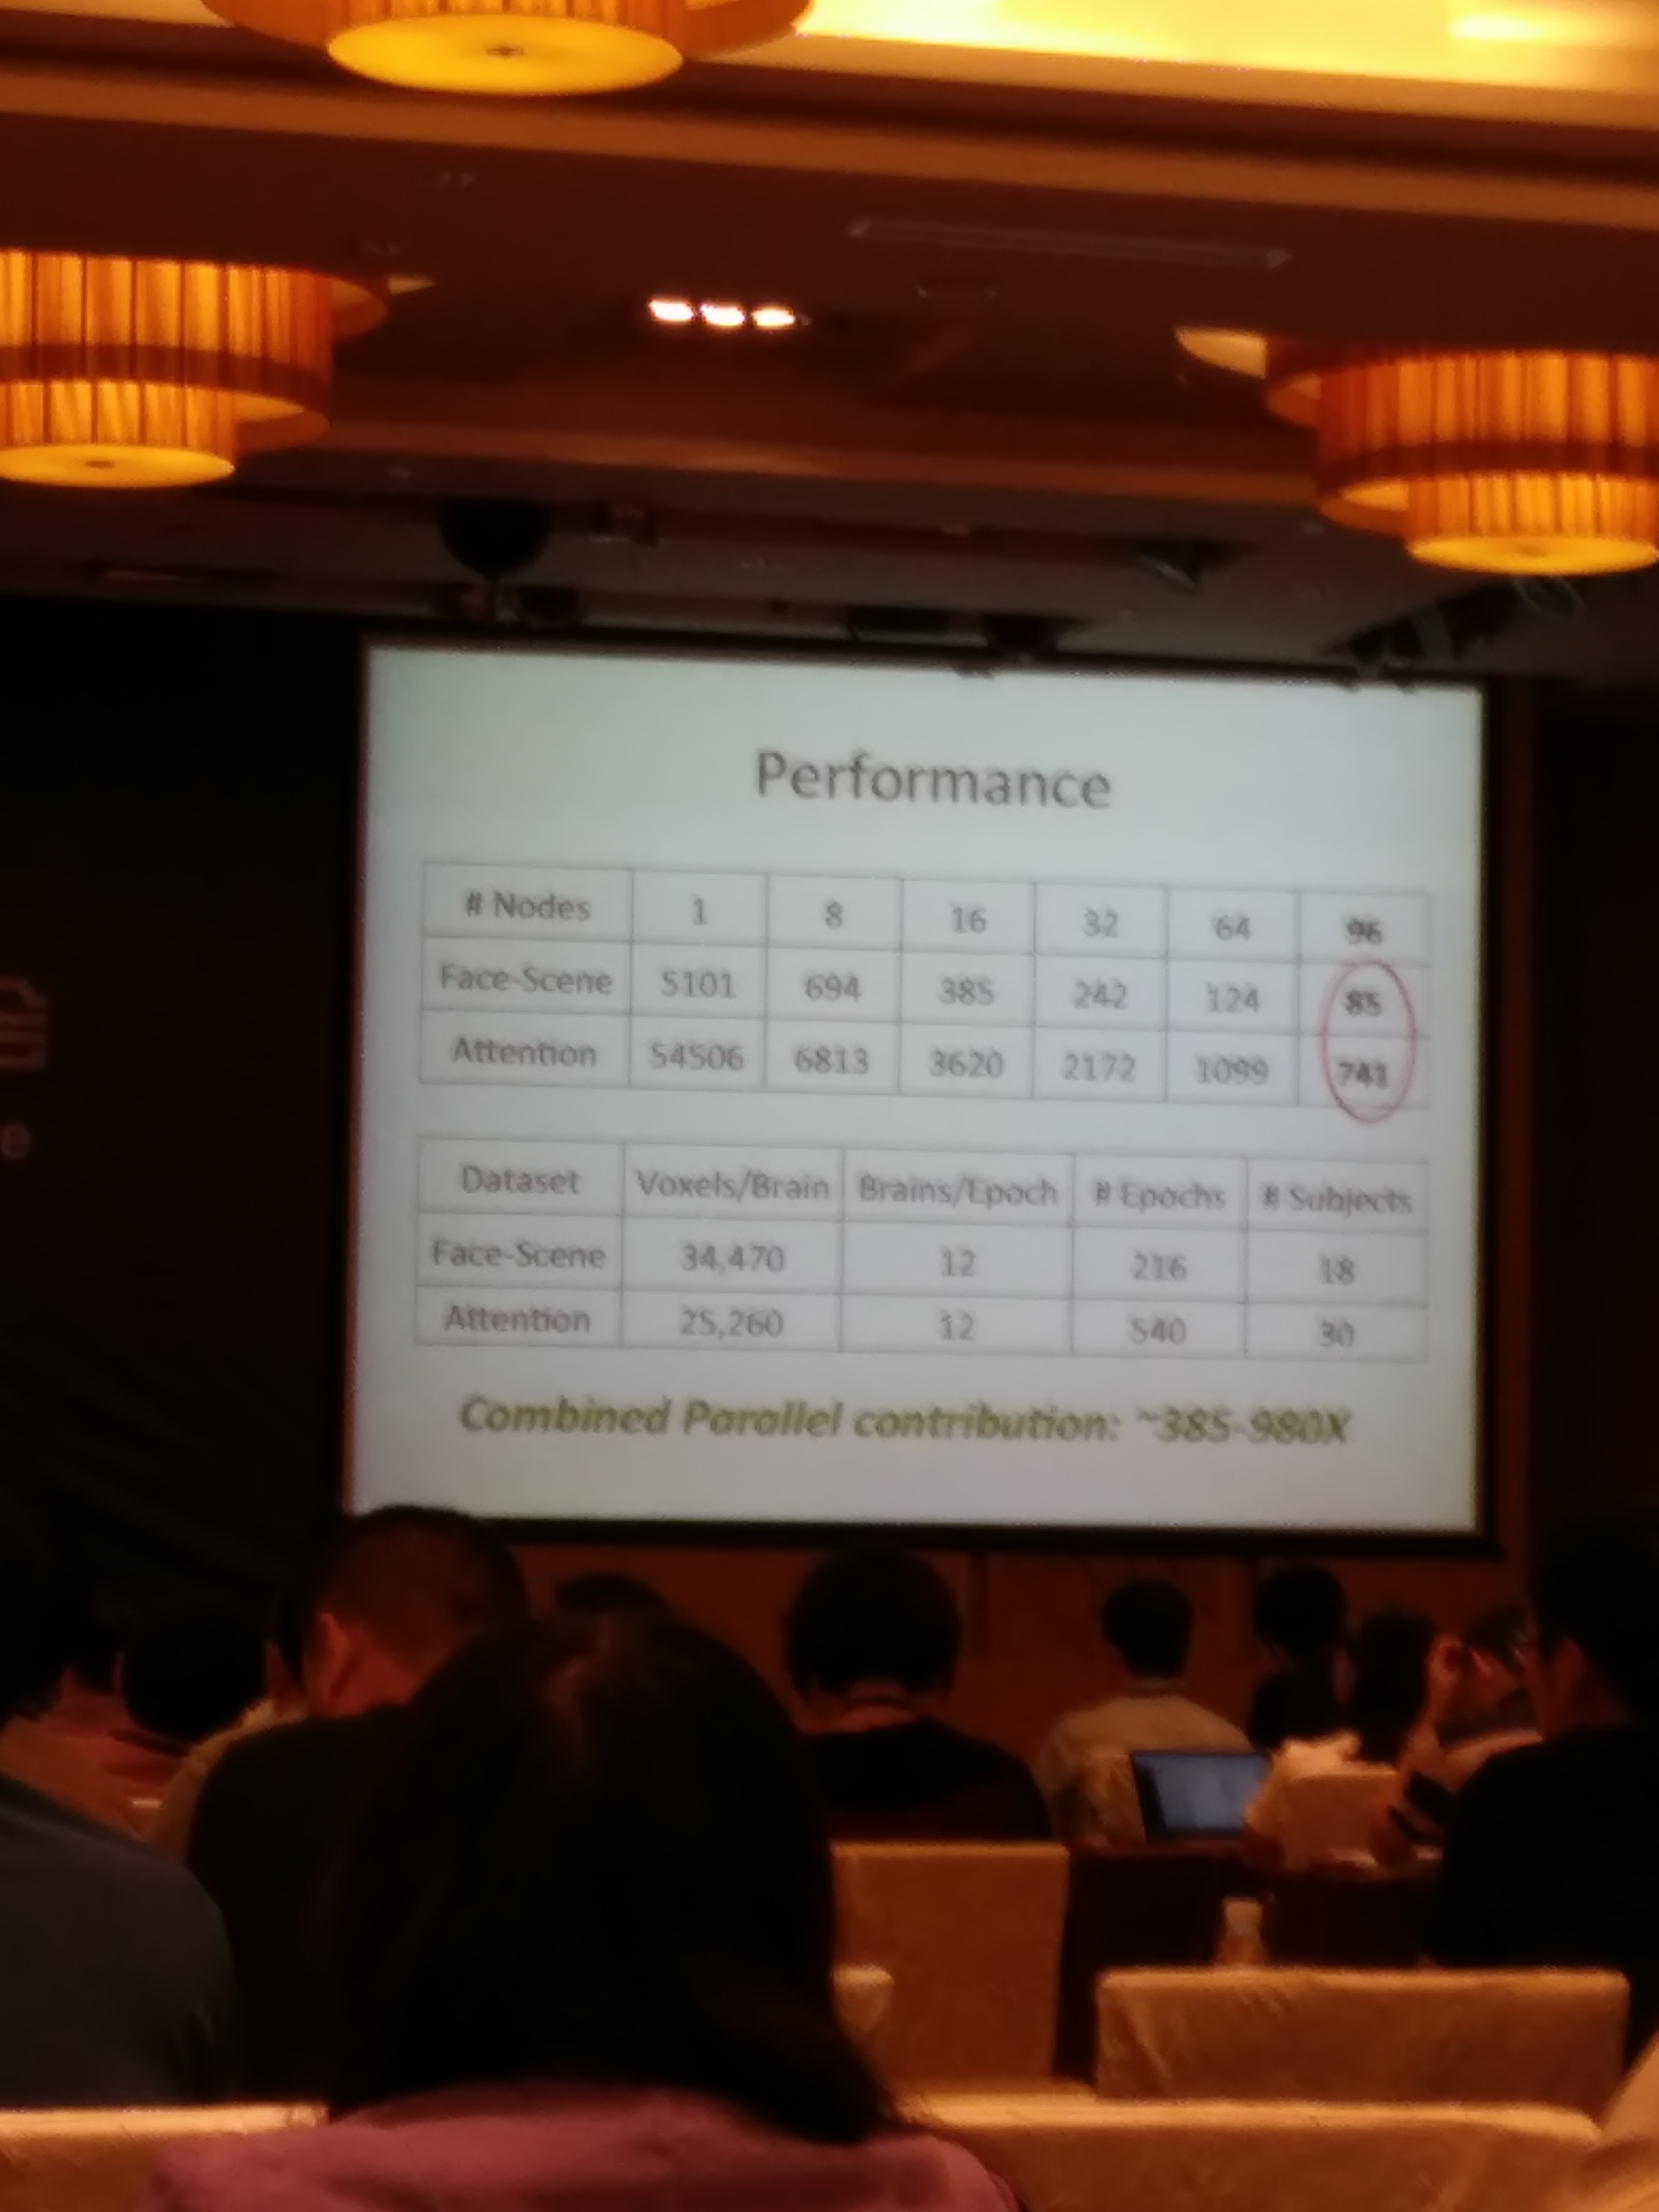 Performance
# Nodes 1 8 16 32 64 96
Face-Scene 5101 694 385 242 124 85
Attention 54506 6813 3620 2172 1099 741
Dataset Voxels/Brain Brains/Epoch # Epochs # Subjects
Face-Scene 34,470 12 216 18
Attention 25,260 12 540 30
Combined Parallel contribution: ~385-980X
e